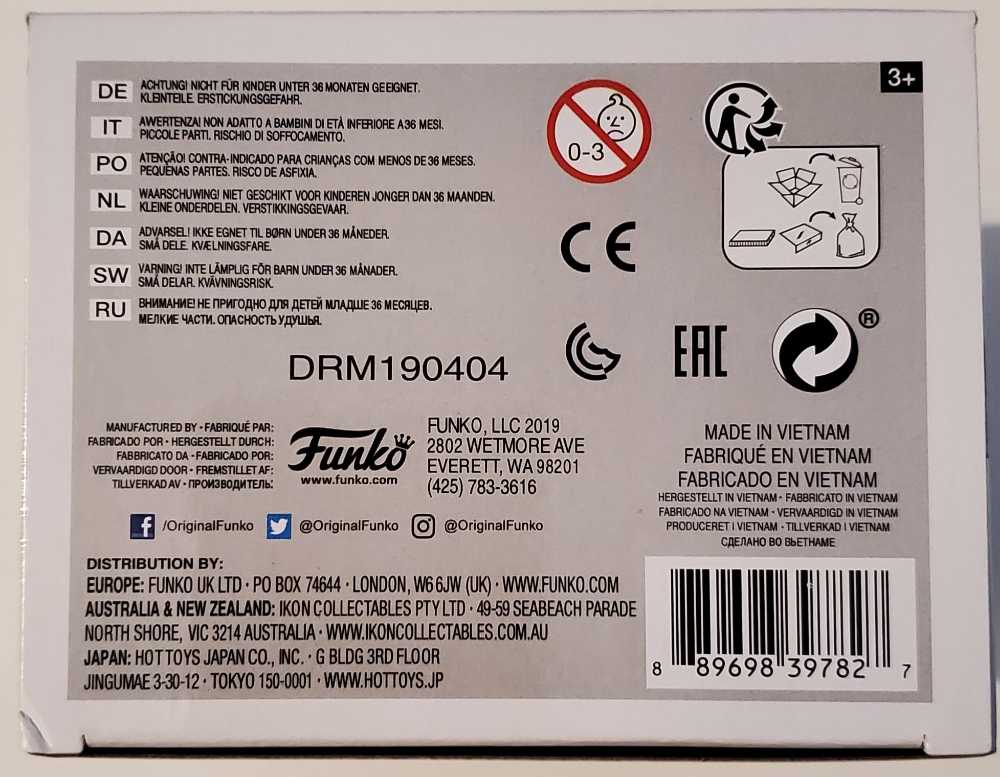 3+
DE ACHTUNG! NICHT FÜR KINDER UNTER 36 MONATEN GEEIGNET.
KLEINTEILE. ERSTICKUNGSGEFAHR.
IT AWERTENZA! NON ADATTO A BAMBINI DI ETÀ INFERIORE A 36 MESI.
PICCOLE PARTI. RISCHIO DI SOFFOCAMENTO.
PO ATENÇÃO! CONTRA-INDICADO PARA CRIANÇAS COM MENOS DE 36 MESES.
PEQUENAS PARTES. RISCO DE ASFIXIA.
NL WAARSCHUWING! NIET GESCHIKT VOOR KINDEREN JONGER DAN 36 MAANDEN.
KLEINE ONDERDELEN. VERSTIKKINGSGEVAAR.
DA ADVARSEL! IKKE EGNET TIL BØRN UNDER 36 MÅNEDER.
SMÅ DELE. KVÆLNINGSFARE.
SW VARNING! INTE LÄMPLIG FÖR BARN UNDER 36 MÅNADER.
SMÅ DELAR. KVÄVNINGSRISK.
RU ВНИМАНИЕ! НЕ ПРИГОДНО ДЛЯ ДЕТЕЙ МЛАДШЕ 36 МЕСЯЦЕВ.
МЕЛКИЕ ЧАСТИ. ОПАСНОСТЬ УДУШЬЯ.
0-3
CE
EAC
®
DRM190404
MANUFACTURED BY • FABRIQUÉ PAR:
FABRICADO POR • HERGESTELLT DURCH:
FABBRICATO DA • FABRICADO POR:
VERVAARDIGD DOOR • FREMSTILLET AF:
TILLVERKAD AV • ПРОИЗВОДИТЕЛЬ:
Funko
www.funko.com
FUNKO, LLC 2019
2802 WETMORE AVE
EVERETT, WA 98201
(425) 783-3616
MADE IN VIETNAM
FABRIQUÉ EN VIETNAM
FABRICADO EN VIETNAM
HERGESTELLT IN VIETNAM • FABBRICATO IN VIETNAM
FABRICADO NA VIETNAM • VERVAARDIGD IN VIETNAM
PRODUCERET I VIETNAM • TILLVERKAD I VIETNAM
СДЕЛАНО ВО ВЬЕТНАМЕ
/OriginalFunko @OriginalFunko @OriginalFunko
DISTRIBUTION BY:
EUROPE: FUNKO UK LTD • PO BOX 74644 • LONDON, W6 6JW (UK) • WWW.FUNKO.COM
AUSTRALIA & NEW ZEALAND: IKON COLLECTABLES PTY LTD • 49-59 SEABEACH PARADE
NORTH SHORE, VIC 3214 AUSTRALIA • WWW.IKONCOLLECTABLES.COM.AU
JAPAN: HOT TOYS JAPAN CO., INC. • G BLDG 3RD FLOOR
JINGUMAE 3-30-12 • TOKYO 150-0001 • WWW.HOTTOYS.JP
8 89698 39782 7